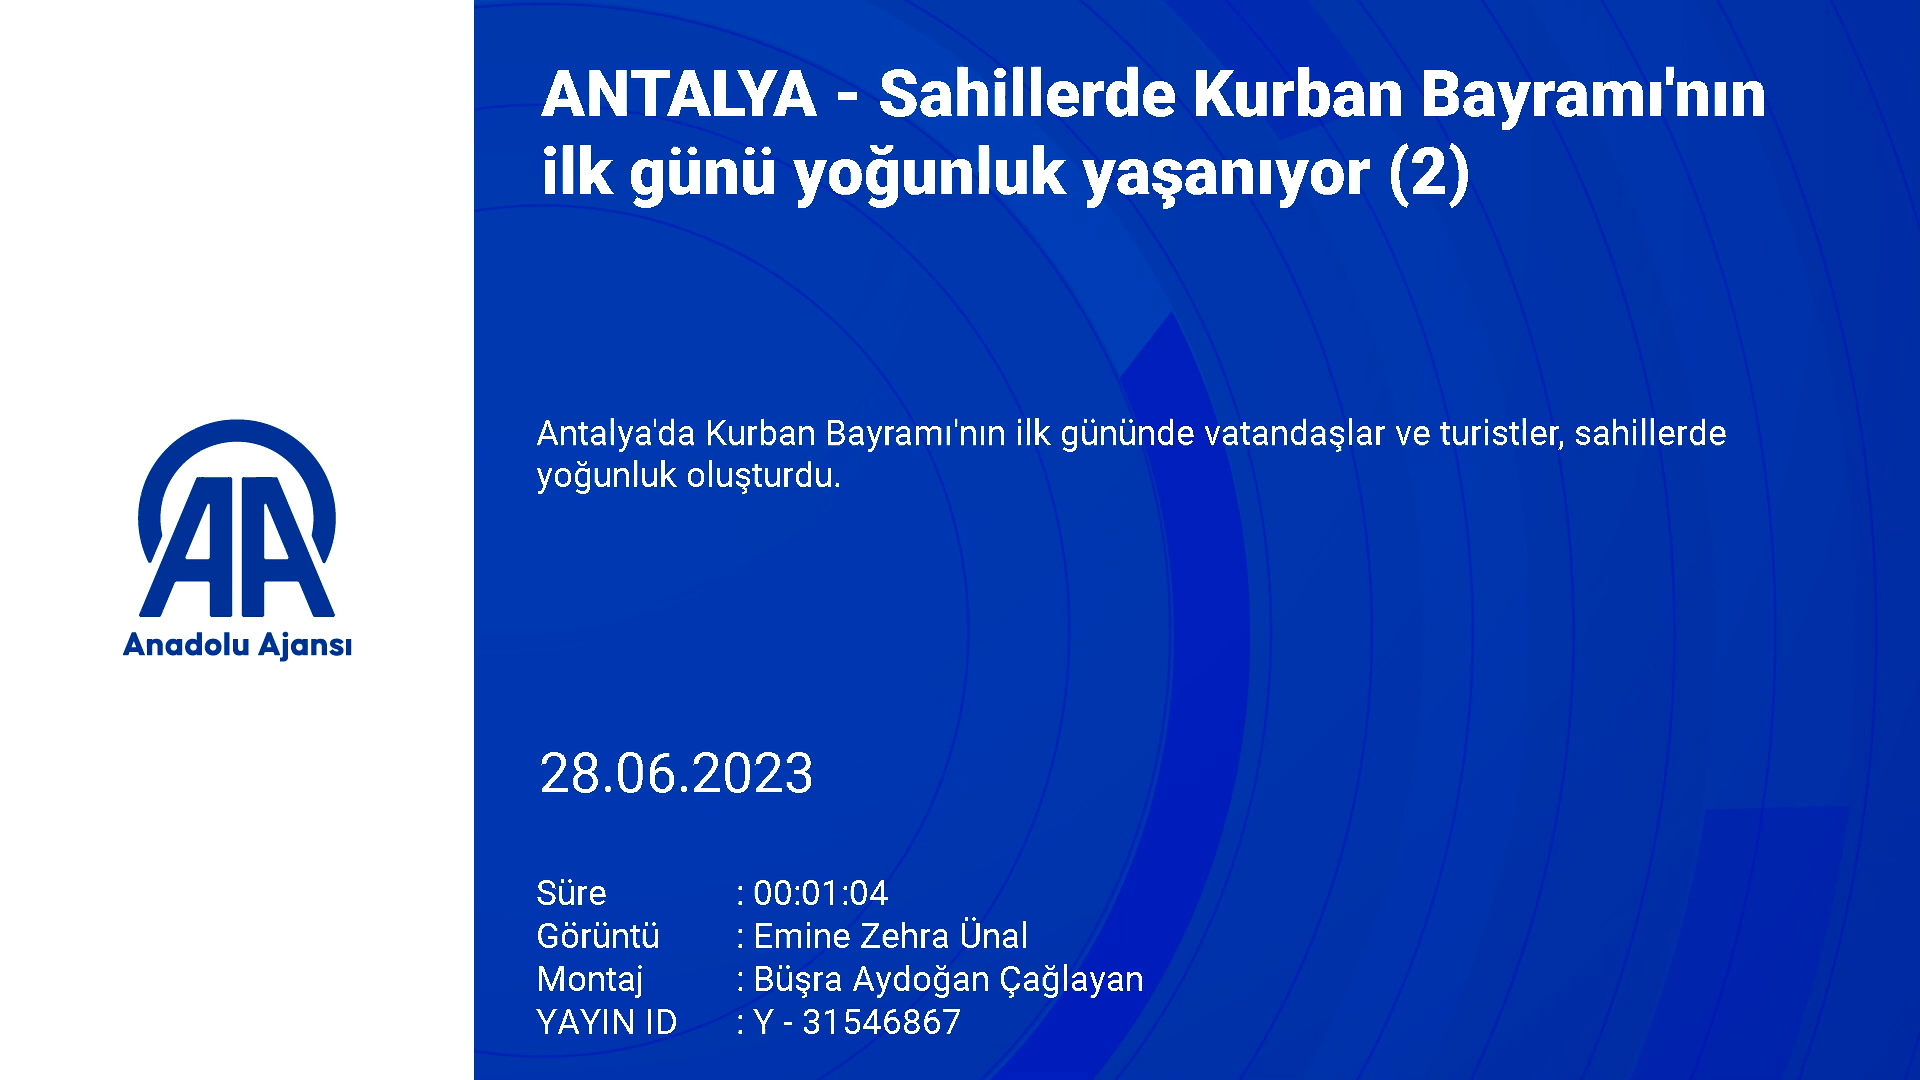 ANTALYA - Sahillerde Kurban Bayramı'nın
ilk günü yoğunluk yaşanıyor (2)
Antalya'da Kurban Bayramı'nın ilk gününde vatandaşlar ve turistler, sahillerde
yoğunluk oluşturdu.
AA
Anadolu Ajansı
28.06.2023
Süre : 00:01:04
Görüntü : Emine Zehra Ünal
Montaj : Büşra Aydoğan Çağlayan
YAYIN ID : Y - 31546867